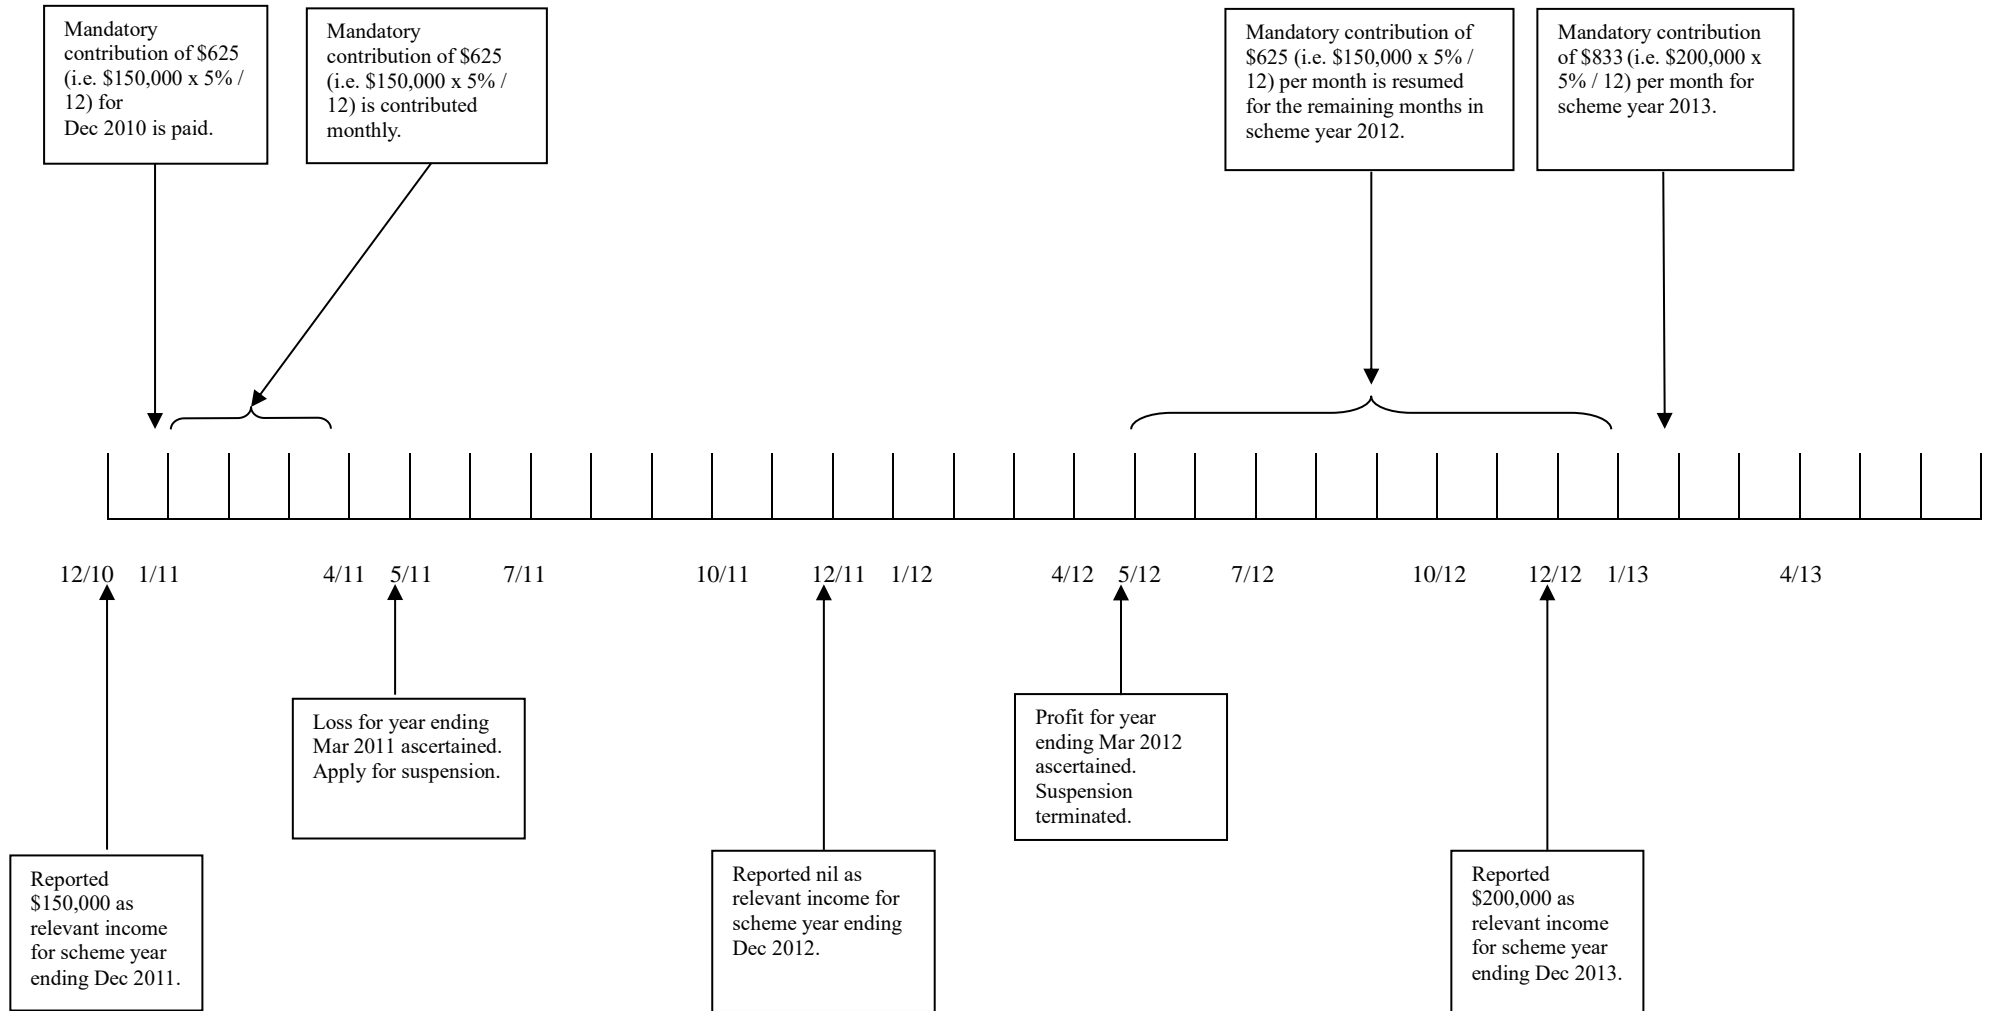 Mandatory
contribution of $625
(i.e. $150,000 x 5% /
12) for
Dec 2010 is paid.
Mandatory
contribution of $625
(i.e. $150,000 x 5% /
12) is contributed
monthly.
Mandatory contribution of
$625 (i.e. $150,000 x 5% /
12) per month is resumed
for the remaining months in
scheme year 2012.
Mandatory contribution
of $833 (i.e. $200,000 x
5% / 12) per month for
scheme year 2013.
12/10 1/11 4/11 5/11 7/11 10/11 12/11 1/12 4/12 5/12 7/12 10/12 12/12 1/13 4/13
Loss for year ending
Mar 2011 ascertained.
Apply for suspension.
Profit for year
ending Mar 2012
ascertained.
Suspension
terminated.
Reported
$150,000 as
relevant income
for scheme year
ending Dec 2011.
Reported nil as
relevant income for
scheme year ending
Dec 2012.
Reported
$200,000 as
relevant income
for scheme year
ending Dec 2013.